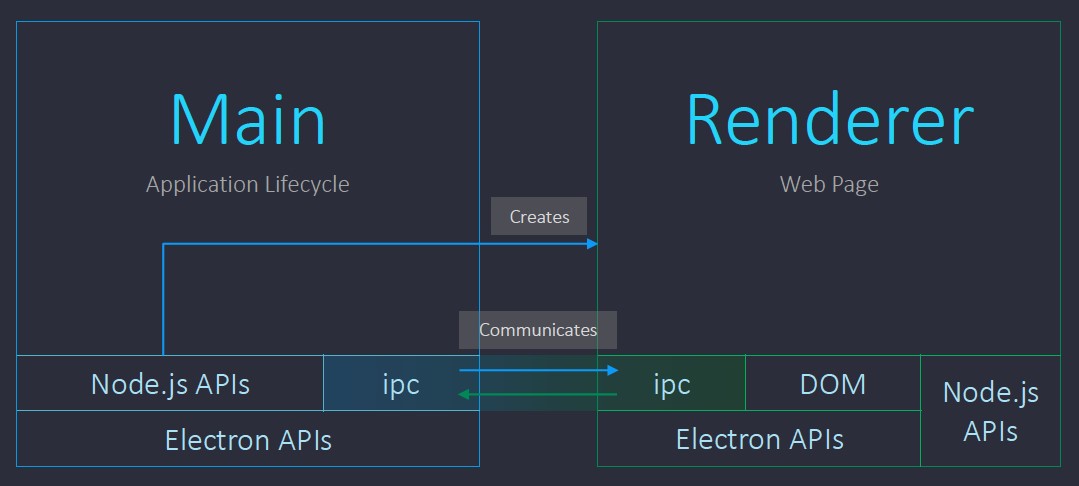 Main
Application Lifecycle
Renderer
Web Page
Creates
Communicates
Node.js APIs
ipc
Electron APIs
ipc
DOM
Electron APIs
Node.js
APIs